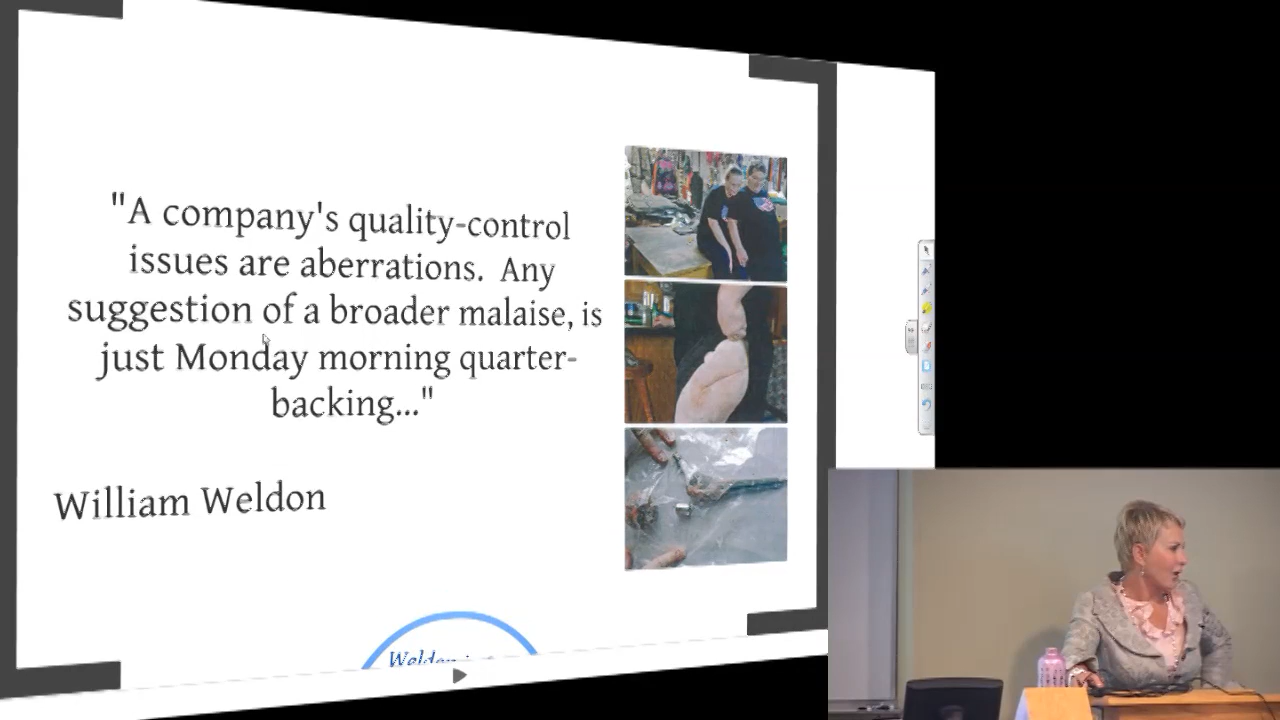 "A company's quality-control
issues are aberrations. Any
suggestion of a broader malaise, is
just Monday morning quarter-
backing..."
William Weldon